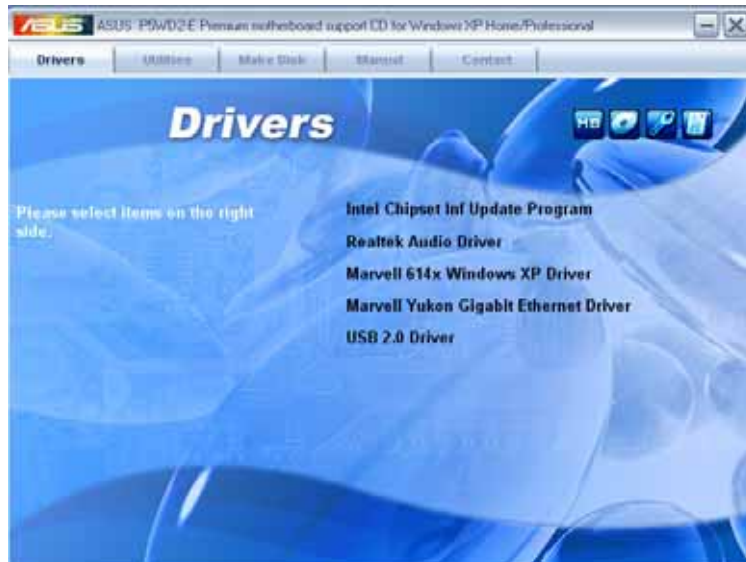 ASUS ASUS P5WD2-E Premium motherboard support CD for Windows XP Home/Professional
Drivers Utilities Make Disk Manual Contact
Drivers
Please select items on the right
side.
Intel Chipset Inf Update Program
Realtek Audio Driver
Marvell 614x Windows XP Driver
Marvell Yukon Gigabit Ethernet Driver
USB 2.0 Driver